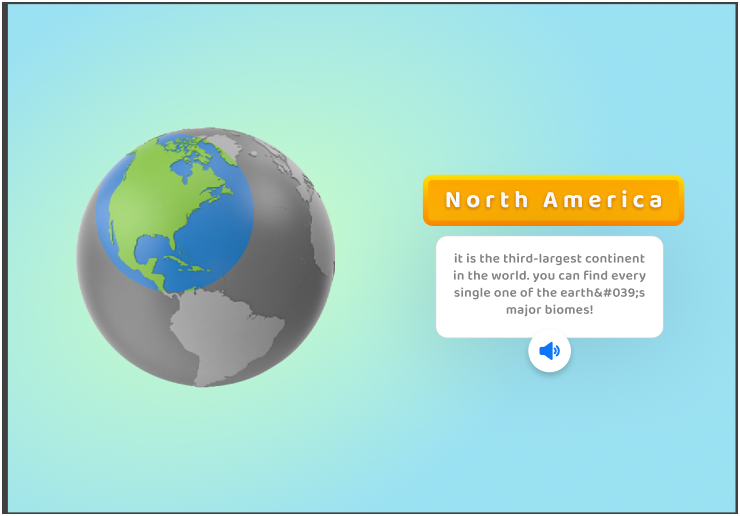 North America
it is the third-largest continent
in the world. you can find every
single one of the earth&#039;s
major biomes!